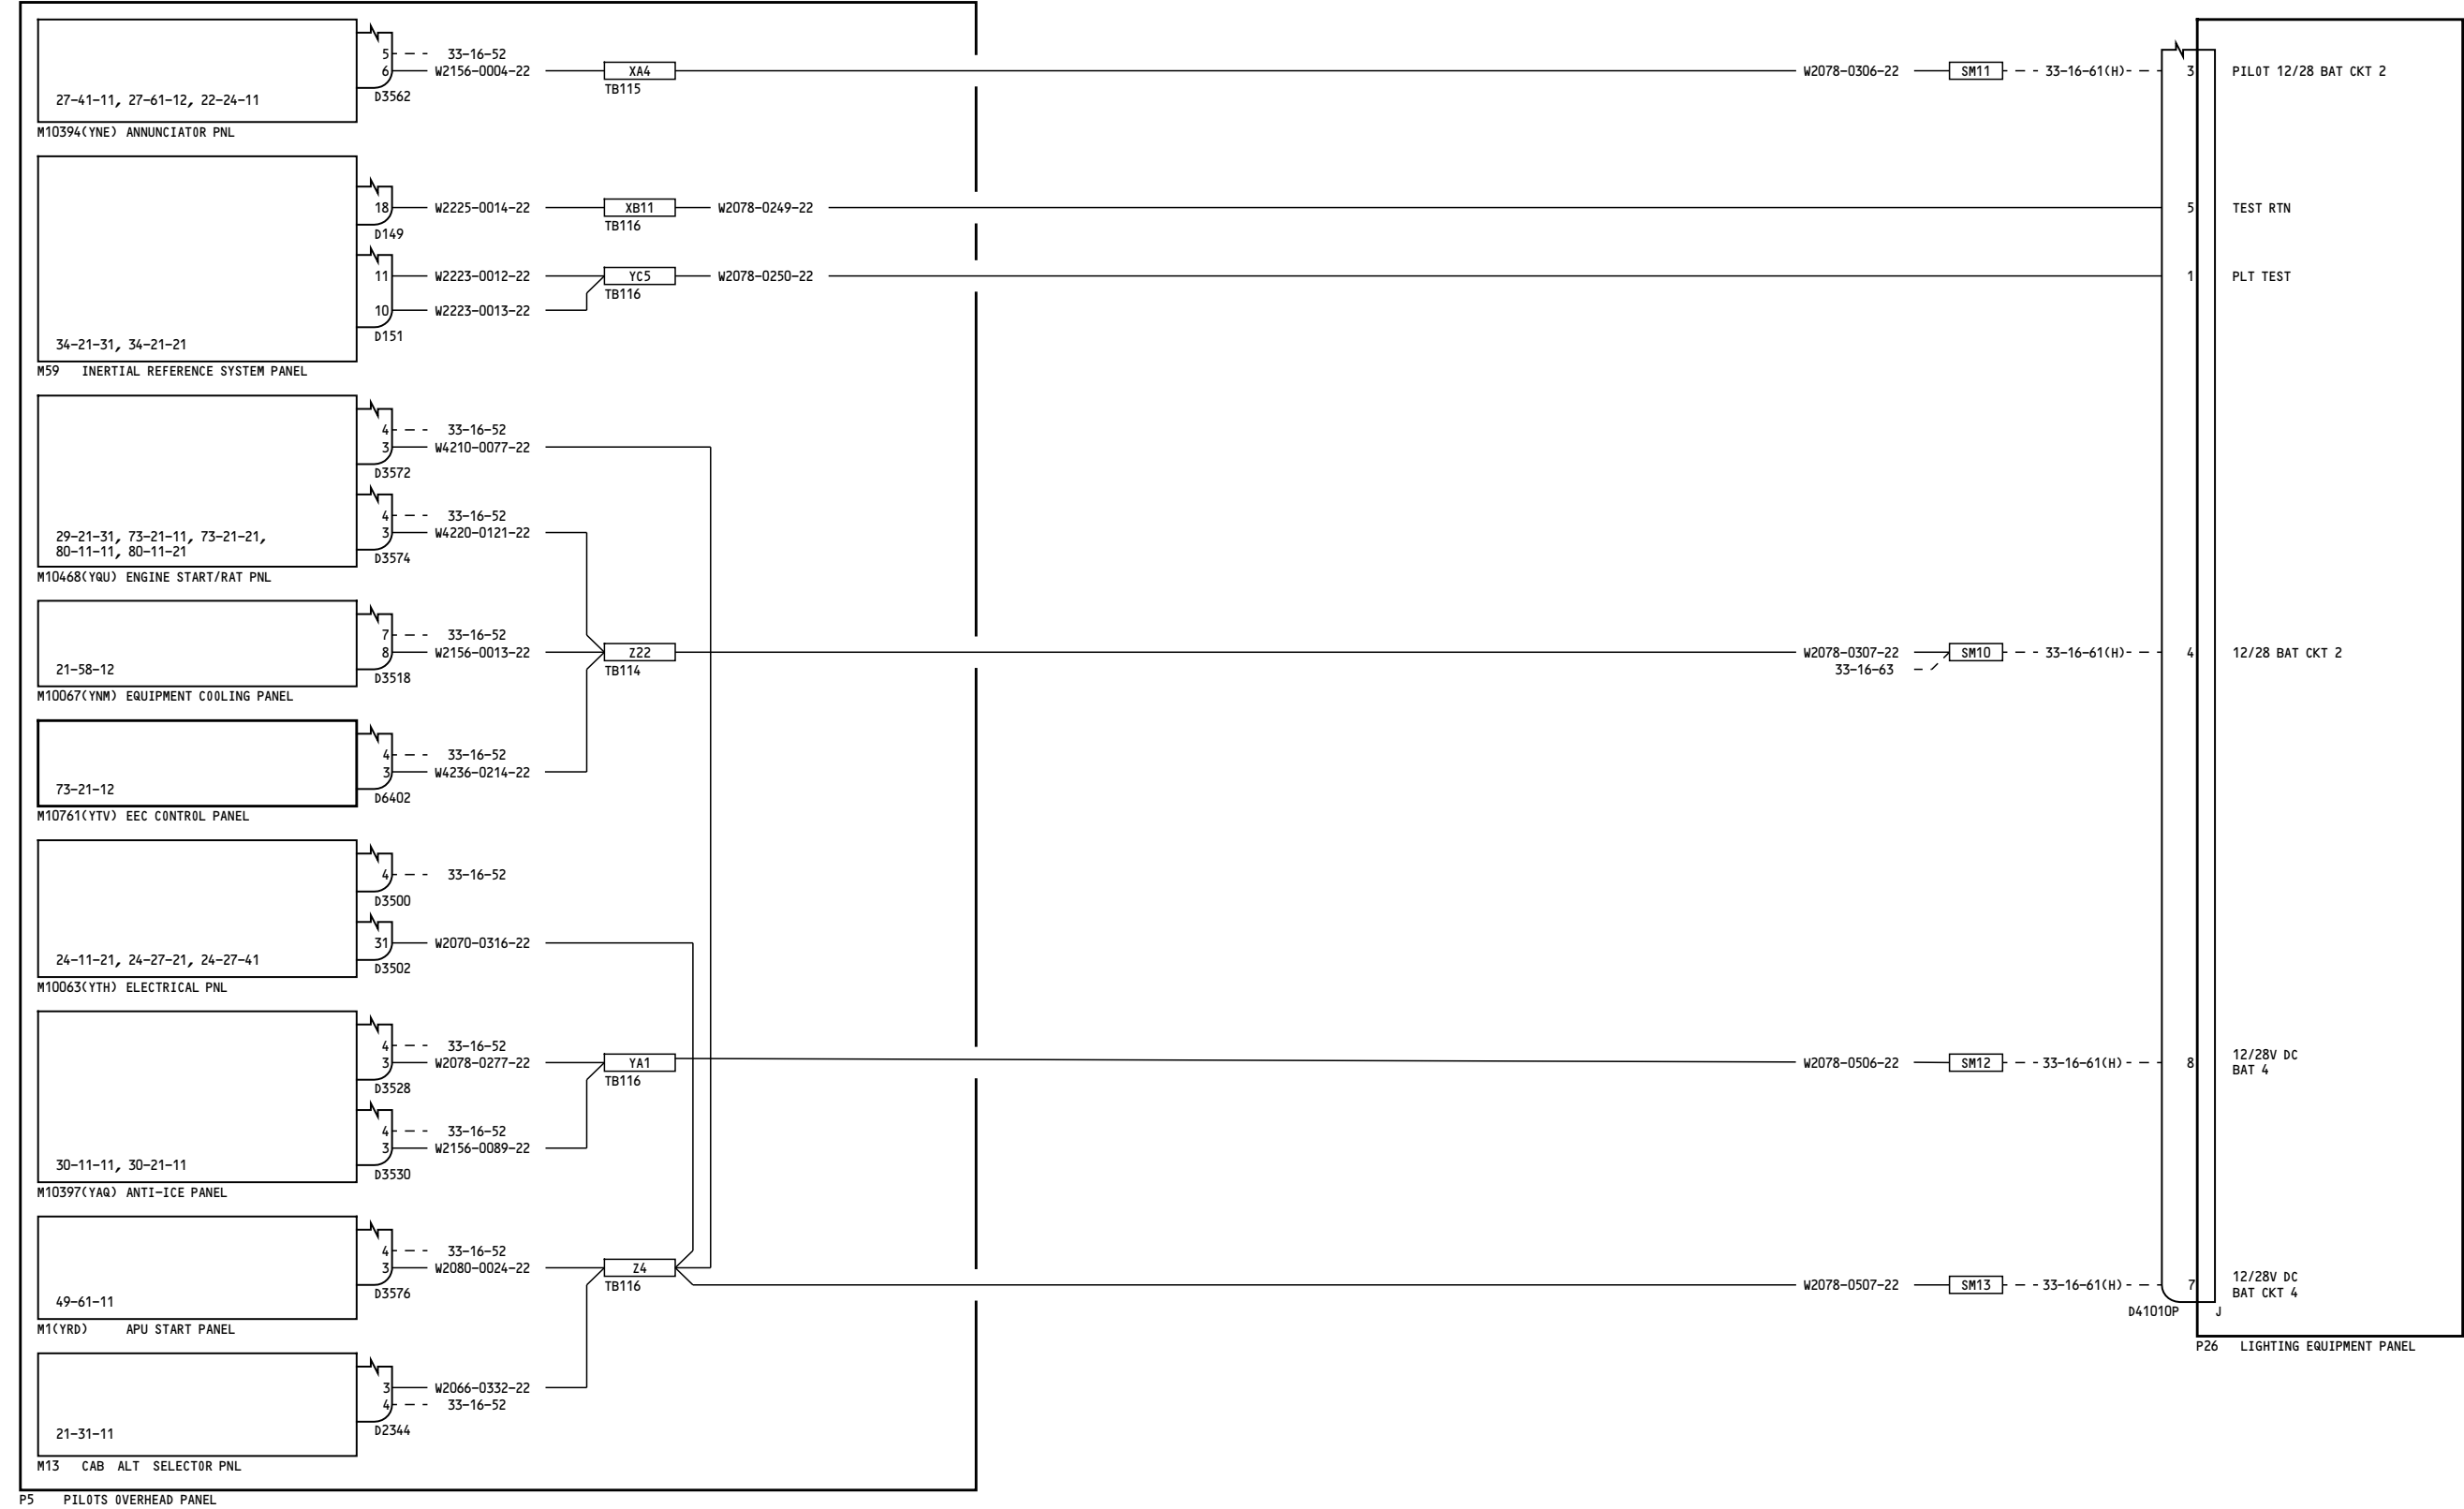 5 33-16-52
6 W2156-0004-22 XA4 W2078-0306-22 SM11 33-16-61(H) 3 PILOT 12/28 BAT CKT 2
TB115
D3562
27-41-11, 27-61-12, 22-24-11
M10394(YNE) ANNUNCIATOR PNL
18 W2225-0014-22 XB11 W2078-0249-22 5 TEST RTN
TB116
D149
11 W2223-0012-22 YC5 W2078-0250-22 1 PLT TEST
TB116
10 W2223-0013-22
D151
34-21-31, 34-21-21
M59 INERTIAL REFERENCE SYSTEM PANEL
4 33-16-52
3 W4210-0077-22
D3572
4 33-16-52
3 W4220-0121-22
D3574
29-21-31, 73-21-11, 73-21-21,
80-11-11, 80-11-21
M10468(YQU) ENGINE START/RAT PNL
7 33-16-52
8 W2156-0013-22 Z22 W2078-0307-22 SM10 33-16-61(H) 4 12/28 BAT CKT 2
TB114 33-16-63
D3518
21-58-12
M10067(YNM) EQUIPMENT COOLING PANEL
4 33-16-52
3 W4236-0214-22
D6402
73-21-12
M10761(YTV) EEC CONTROL PANEL
4 33-16-52
D3500
31 W2070-0316-22
D3502
24-11-21, 24-27-21, 24-27-41
M10063(YTH) ELECTRICAL PNL
4 33-16-52
3 W2078-0277-22 YA1 W2078-0506-22 SM12 33-16-61(H) 8 12/28V DC
BAT 4
TB116
D3528
4 33-16-52
3 W2156-0089-22
D3530
30-11-11, 30-21-11
M10397(YAQ) ANTI-ICE PANEL
4 33-16-52
3 W2080-0024-22 Z4
TB116
W2078-0507-22 SM13 33-16-61(H) 7 12/28V DC
BAT CKT 4
D3576
49-61-11
M1(YRD) APU START PANEL
D41010P J
P26 LIGHTING EQUIPMENT PANEL
3 W2066-0332-22
4 33-16-52
D2344
21-31-11
M13 CAB ALT SELECTOR PNL
P5 PILOTS OVERHEAD PANEL